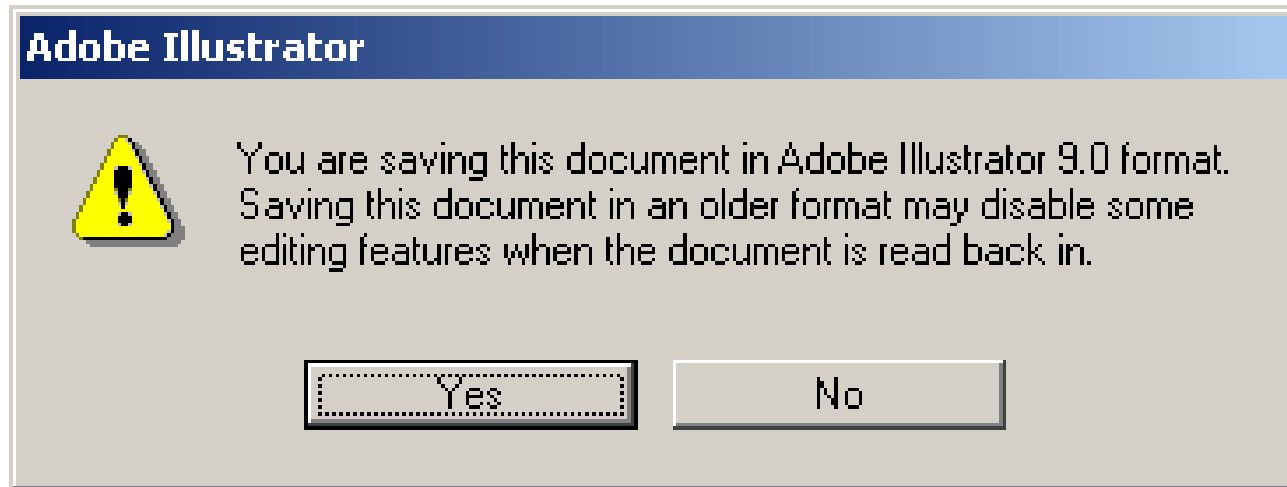 Adobe Illustrator
You are saving this document in Adobe Illustrator 9.0 format.
Saving this document in an older format may disable some
editing features when the document is read back in.
Yes
No